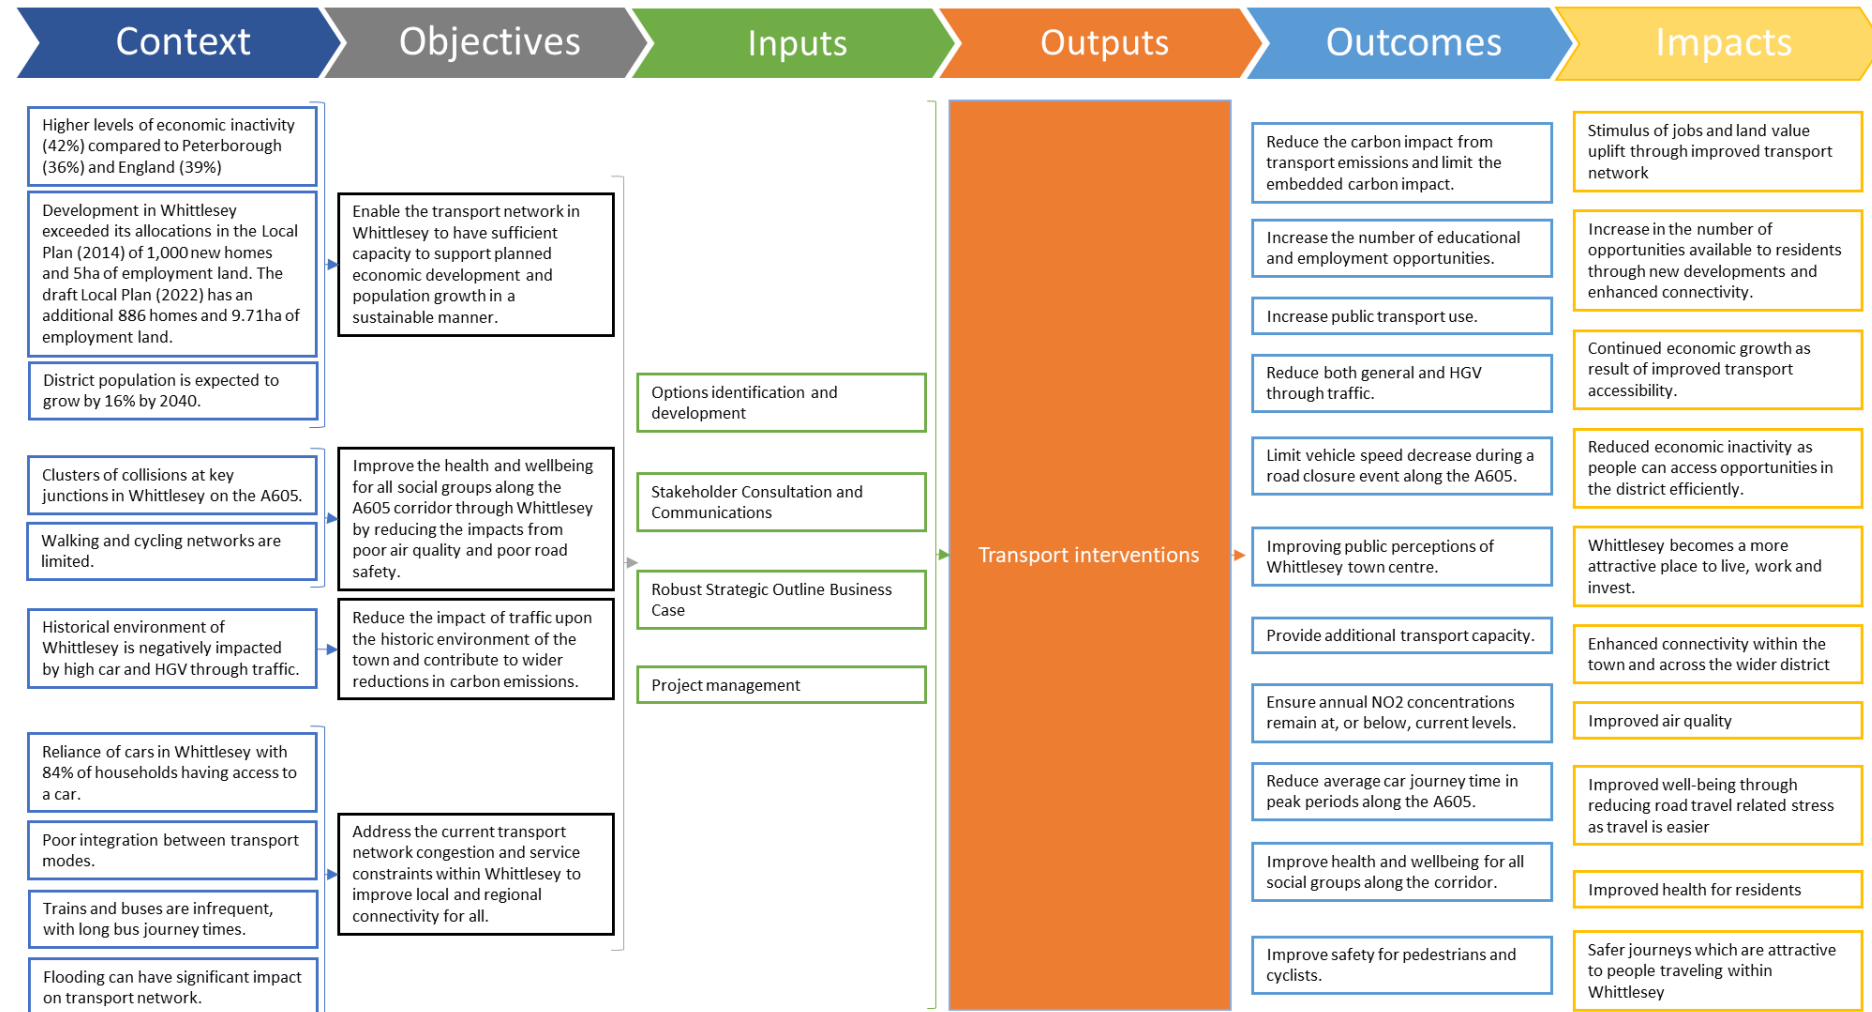 Context
Objectives
Inputs
Outputs
Outcomes
Impacts
Higher levels of economic inactivity
(42%) compared to Peterborough
(36%) and England (39%)
Development in Whittlesey
exceeded its allocations in the Local
Plan (2014) of 1,000 new homes
and 5ha of employment land. The
draft Local Plan (2022) has an
additional 886 homes and 9.71ha of
employment land.
District population is expected to
grow by 16% by 2040.
Clusters of collisions at key
junctions in Whittlesey on the A605.
Walking and cycling networks are
limited.
Historical environment of
Whittlesey is negatively impacted
by high car and HGV through traffic.
Reliance of cars in Whittlesey with
84% of households having access to
a car.
Poor integration between transport
modes.
Trains and buses are infrequent,
with long bus journey times.
Flooding can have significant impact
on transport network.
Enable the transport network in
Whittlesey to have sufficient
capacity to support planned
economic development and
population growth in a
sustainable manner.
Improve the health and wellbeing
for all social groups along the
A605 corridor through Whittlesey
by reducing the impacts from
poor air quality and poor road
safety.
Reduce the impact of traffic upon
the historic environment of the
town and contribute to wider
reductions in carbon emissions.
Address the current transport
network congestion and service
constraints within Whittlesey to
improve local and regional
connectivity for all.
Options identification and
development
Stakeholder Consultation and
Communications
Robust Strategic Outline Business
Case
Project management
Transport interventions
Reduce the carbon impact from
transport emissions and limit the
embedded carbon impact.
Increase the number of educational
and employment opportunities.
Increase public transport use.
Reduce both general and HGV
through traffic.
Limit vehicle speed decrease during a
road closure event along the A605.
Improving public perceptions of
Whittlesey town centre.
Provide additional transport capacity.
Ensure annual NO2 concentrations
remain at, or below, current levels.
Reduce average car journey time in
peak periods along the A605.
Improve health and wellbeing for all
social groups along the corridor.
Improve safety for pedestrians and
cyclists.
Stimulus of jobs and land value
uplift through improved transport
network
Increase in the number of
opportunities available to residents
through new developments and
enhanced connectivity.
Continued economic growth as
result of improved transport
accessibility.
Reduced economic inactivity as
people can access opportunities in
the district efficiently.
Whittlesey becomes a more
attractive place to live, work and
invest.
Enhanced connectivity within the
town and across the wider district
Improved air quality
Improved well-being through
reducing road travel related stress
as travel is easier
Improved health for residents
Safer journeys which are attractive
to people traveling within
Whittlesey